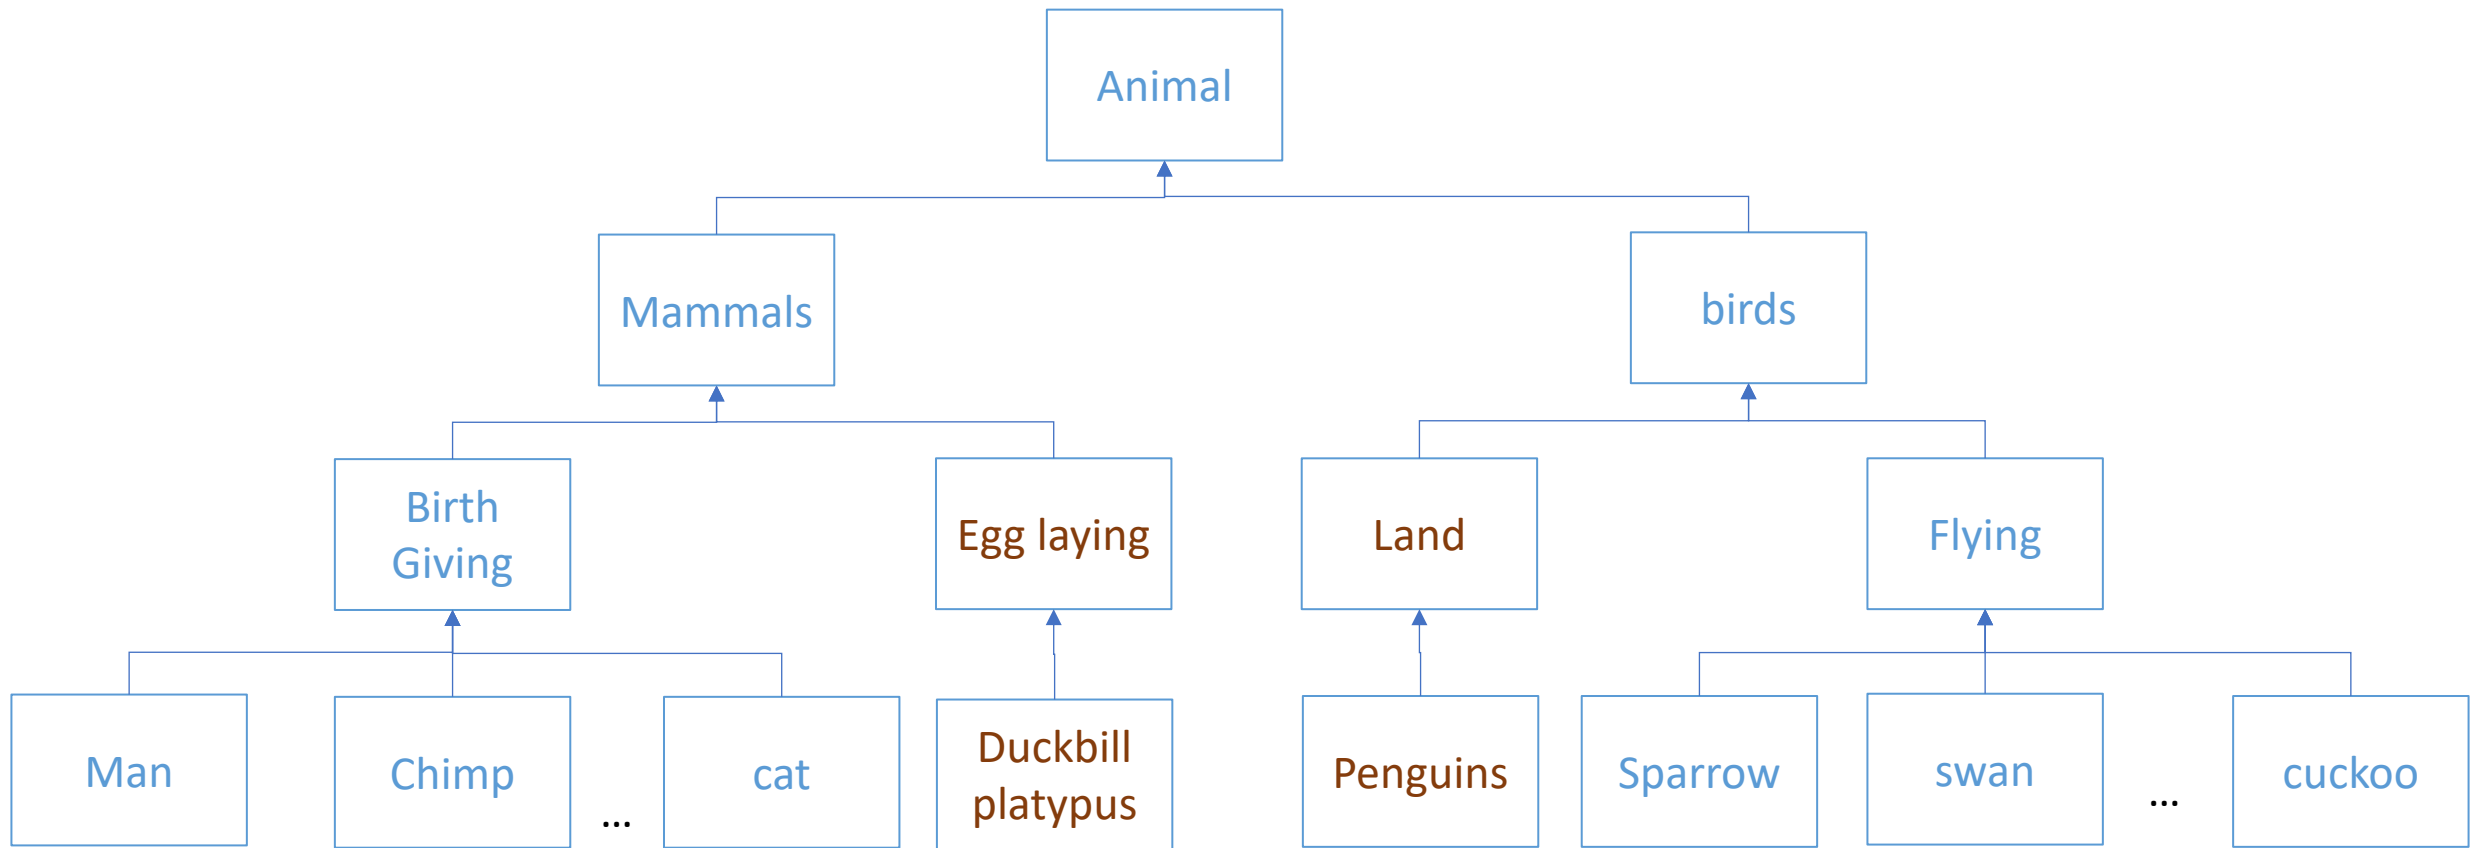 Animal
Mammals
birds
Birth
Giving
Egg laying
Land
Flying
Man
Chimp
...
cat
Duckbill
platypus
Penguins
Sparrow
swan
...
cuckoo